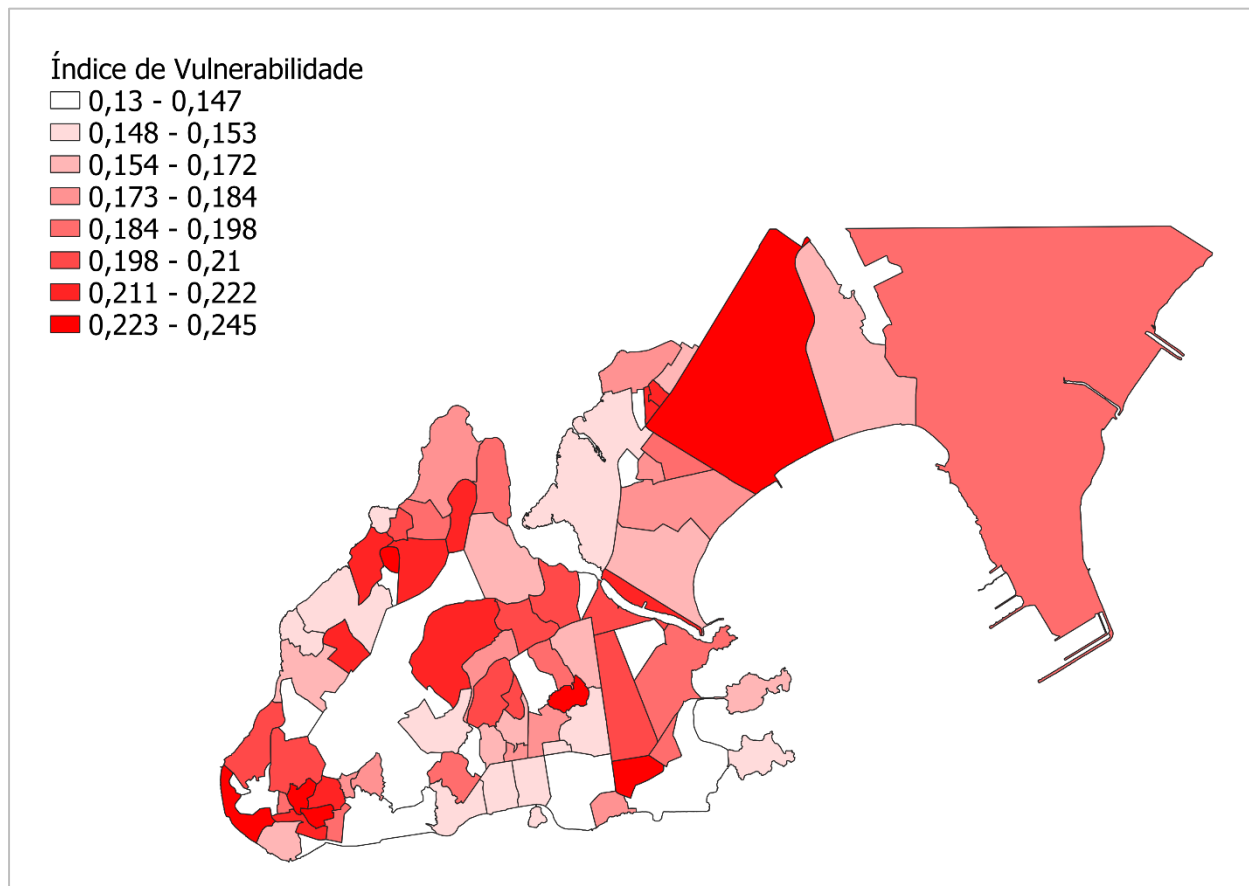 Índice de Vulnerabilidade
0,13 - 0,147
0,148 - 0,153
0,154 - 0,172
0,173 - 0,184
0,184 - 0,198
0,198 - 0,21
0,211 - 0,222
0,223 - 0,245